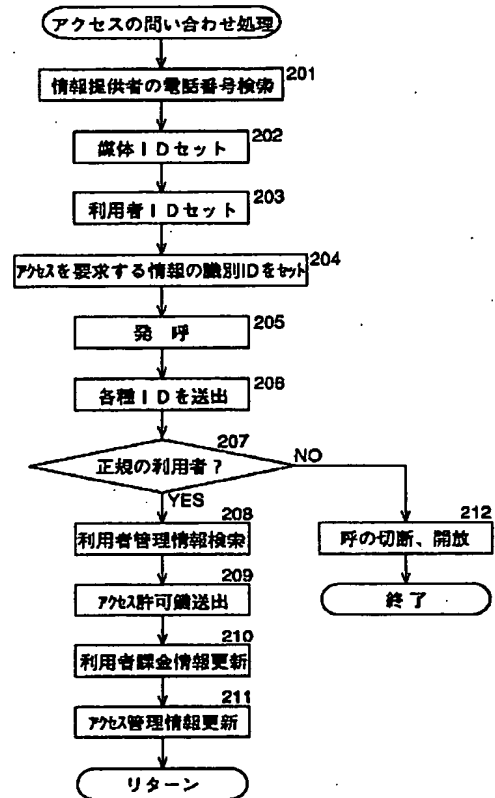 アクセスの問い合わせ処理
201
情報提供者の電話番号検索
202
媒体IDセット
203
利用者IDセット
204
アクセスを要求する情報の識別IDをセット
205
発 呼
206
各種IDを送出
207
正規の利用者?
NO
YES
208
利用者管理情報検索
212
呼の切断、開放
209
アクセス許可鍵送出
終了
210
利用者課金情報更新
211
アクセス管理情報更新
リターン